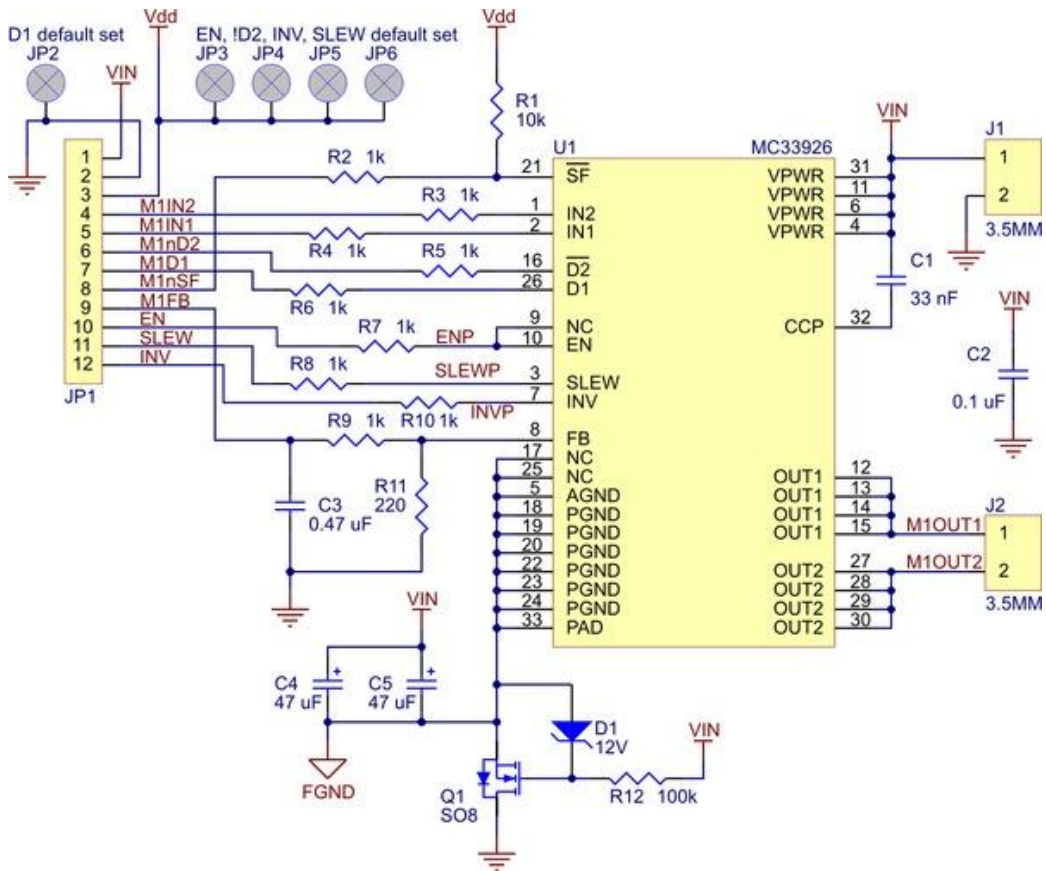 Vdd
Vdd
D1 default set
EN, !D2, INV, SLEW default set
JP2
VIN
JP3
JP4
JP5
JP6
R1
10k
VIN
J1
U1
MC33926
1
2
3.5MM
1
2
3
4
5
6
7
8
9
10
11
12
JP1
M1IN2
M1IN1
M1nD2
M1D1
M1nSF
M1FB
EN
SLEW
INV
R2 1k
R3 1k
R4 1k
R5 1k
R6 1k
R7 1k
R8 1k
R10 1k
R9 1k
ENP
SLEWP
INVP
21 SF
1 IN2
2 IN1
16 D2
26 D1
9 NC
10 EN
3 SLEW
7 INV
8 FB
17 NC
25 NC
5 AGND
18 PGND
19 PGND
20 PGND
22 PGND
23 PGND
24 PGND
33 PAD
VPWR 31
VPWR 11
VPWR 6
VPWR 4
CCP 32
OUT1 12
OUT1 13
OUT1 14
OUT1 15
OUT2 27
OUT2 28
OUT2 29
OUT2 30
C1
33 nF
VIN
C2
0.1 uF
M1OUT1
M1OUT2
J2
1
2
3.5MM
C3
0.47 uF
R11
220
VIN
C4
47 uF
C5
47 uF
FGND
D1
12V
VIN
R12 100k
Q1
SO8